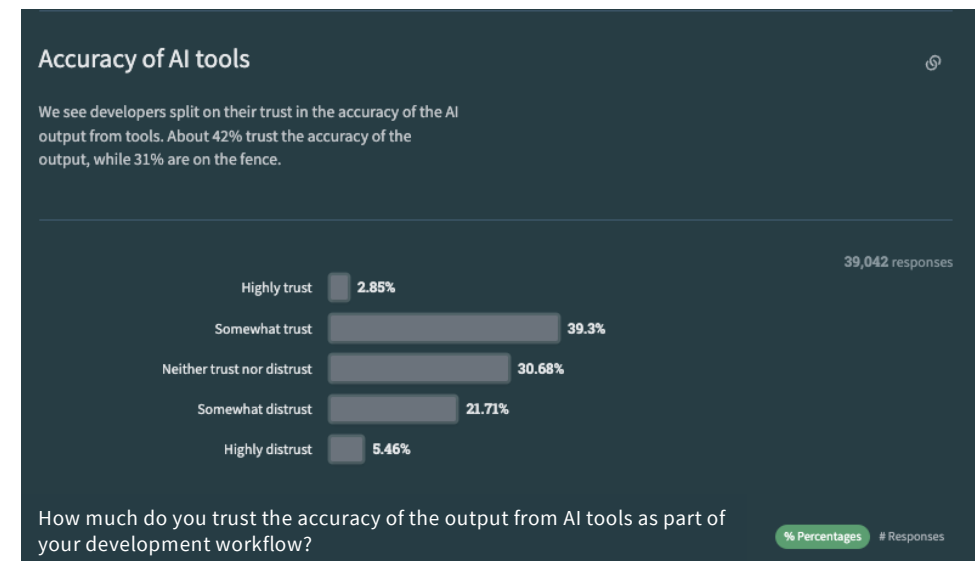 Accuracy of AI tools
We see developers split on their trust in the accuracy of the AI
output from tools. About 42% trust the accuracy of the
output, while 31% are on the fence.
39,042 responses
Highly trust 2.85%
Somewhat trust 39.3%
Neither trust nor distrust 30.68%
Somewhat distrust 21.71%
Highly distrust 5.46%
How much do you trust the accuracy of the output from AI tools as part of
your development workflow?
% Percentages # Responses